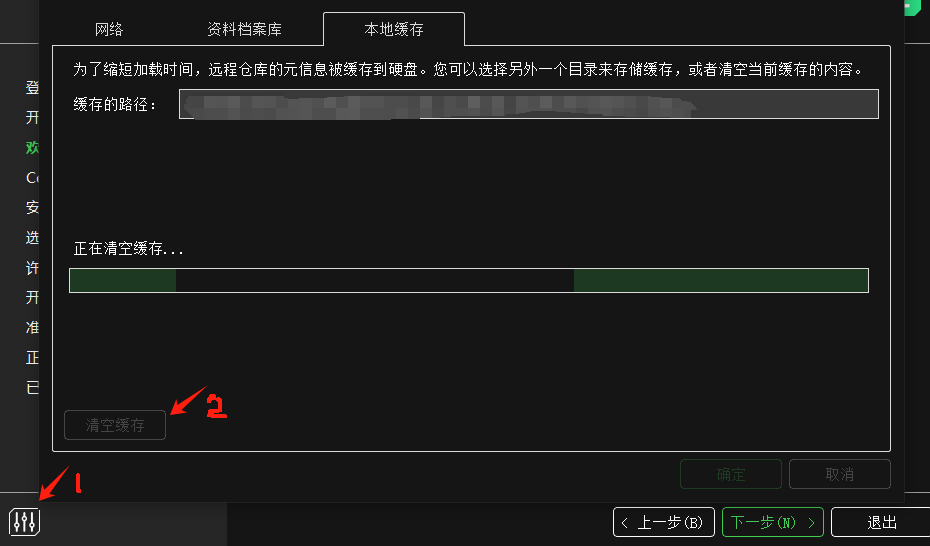 网络
资料档案库
本地缓存
为了缩短加载时间，远程仓库的元信息被缓存到硬盘。您可以选择另外一个目录来存储缓存，或者清空当前缓存的内容。
缓存的路径：
登
开
欢
Co
安
选
许
开
准
正
已
正在清空缓存...
2
清空缓存
1
确定
取消
< 上一步(B)
下一步(N) >
退出